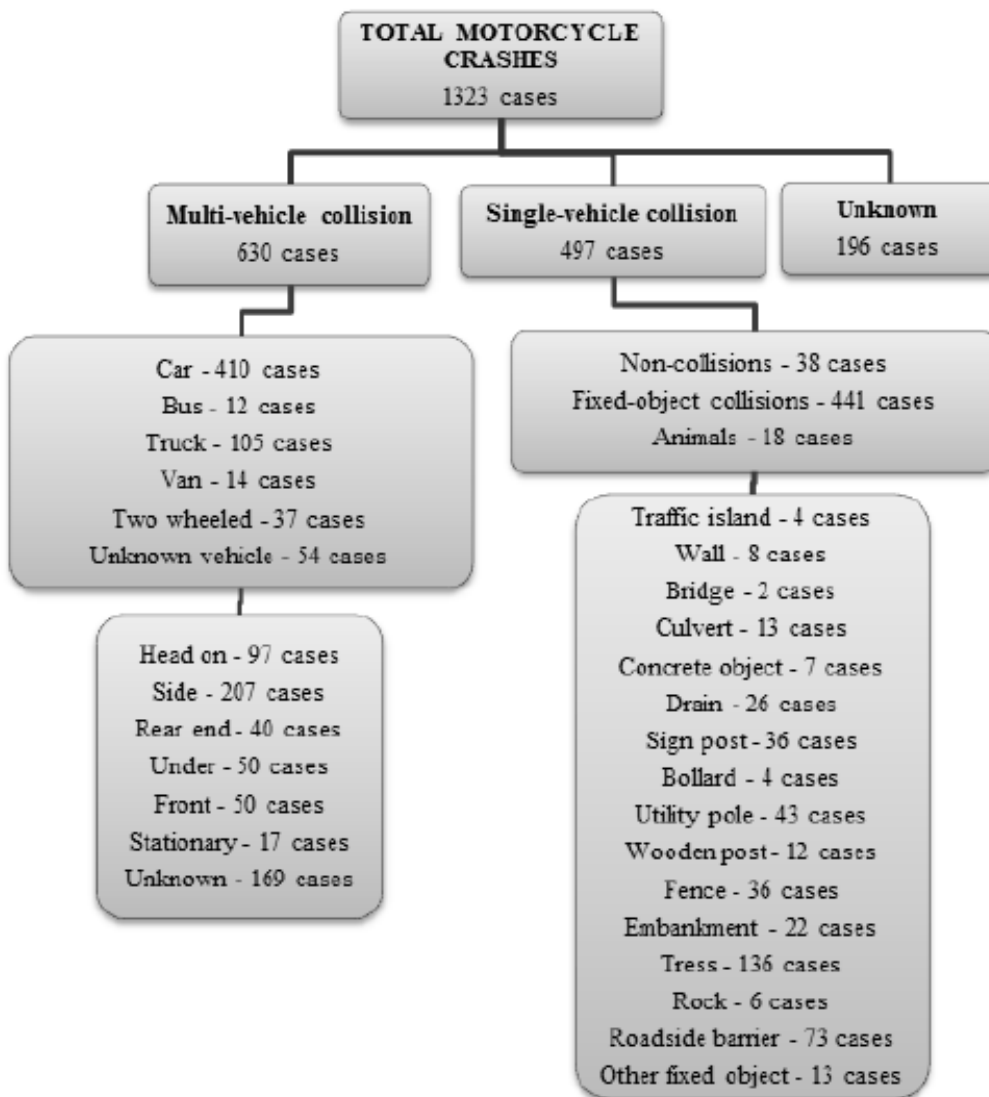 TOTAL MOTORCYCLE
CRASHES
1323 cases
Multi-vehicle collision
630 cases
Single-vehicle collision
497 cases
Unknown
196 cases
Car - 410 cases
Bus - 12 cases
Truck - 105 cases
Van - 14 cases
Two wheeled - 37 cases
Unknown vehicle - 54 cases
Non-collisions - 38 cases
Fixed-object collisions - 441 cases
Animals - 18 cases
Head on - 97 cases
Side - 207 cases
Rear end - 40 cases
Under - 50 cases
Front - 50 cases
Stationary - 17 cases
Unknown - 169 cases
Traffic island - 4 cases
Wall - 8 cases
Bridge - 2 cases
Culvert - 13 cases
Concrete object - 7 cases
Drain - 26 cases
Sign post - 36 cases
Bollard - 4 cases
Utility pole - 43 cases
Wooden post - 12 cases
Fence - 36 cases
Embankment - 22 cases
Tress - 136 cases
Rock - 6 cases
Roadside barrier - 73 cases
Other fixed object - 13 cases